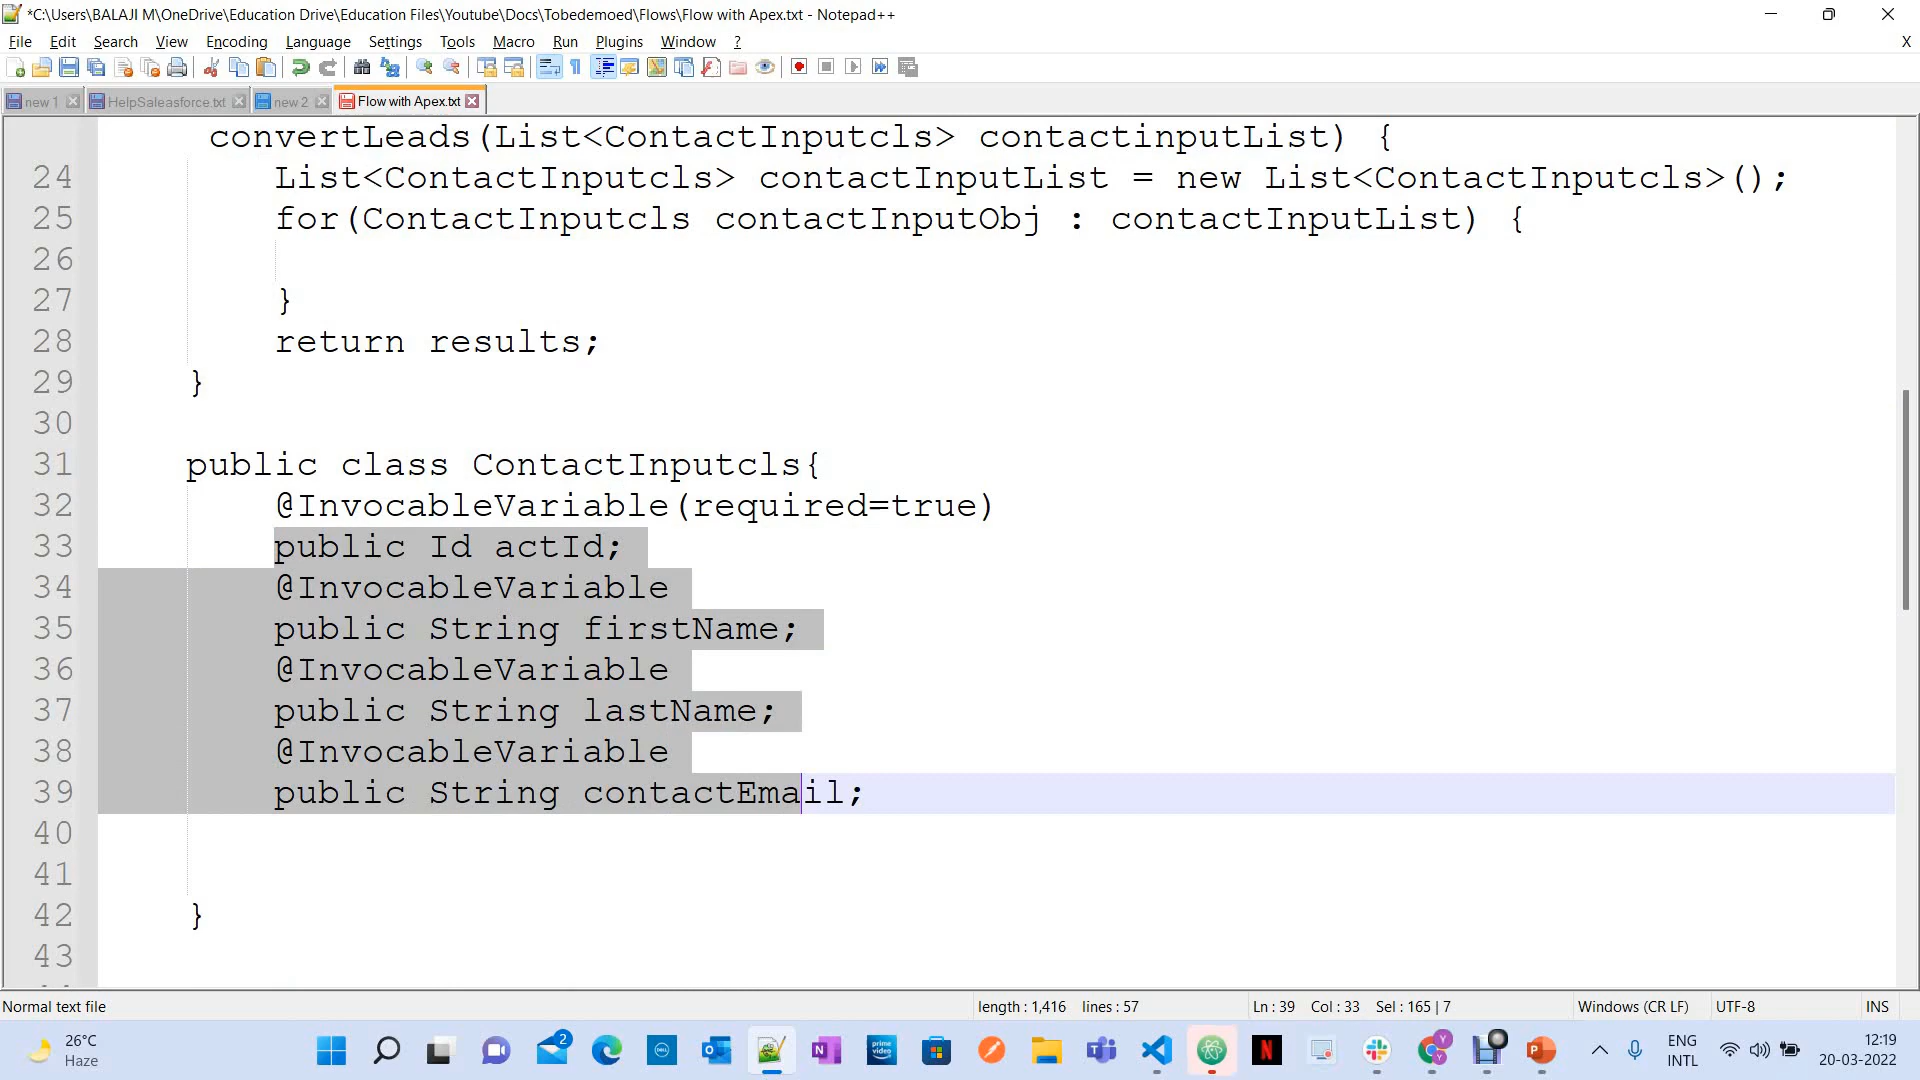 *C:\Users\BALAJI M\OneDrive\Education Drive\Education Files\Youtube\Docs\Tobedemoed\Flows\Flow with Apex.txt - Notepad++
File Edit Search View Encoding Language Settings Tools Macro Run Plugins Window ? X
new 1 HelpSaleasforce.txt new 2 Flow with Apex.txt
convertLeads(List<ContactInputcls> contactinputList) {
24 List<ContactInputcls> contactInputList = new List<ContactInputcls>();
25 for(ContactInputcls contactInputObj : contactInputList) {
26
27 }
28 return results;
29 }
30
31 public class ContactInputcls{
32 @InvocableVariable(required=true)
33 public Id actId;
34 @InvocableVariable
35 public String firstName;
36 @InvocableVariable
37 public String lastName;
38 @InvocableVariable
39 public String contactEmail;
40
41
42 }
43
Normal text file length : 1,416 lines : 57 Ln : 39 Col : 33 Sel : 165 | 7 Windows (CR LF) UTF-8 INS
26°C
Haze
2
prime video
DELL
ENG
INTL
12:19
20-03-2022